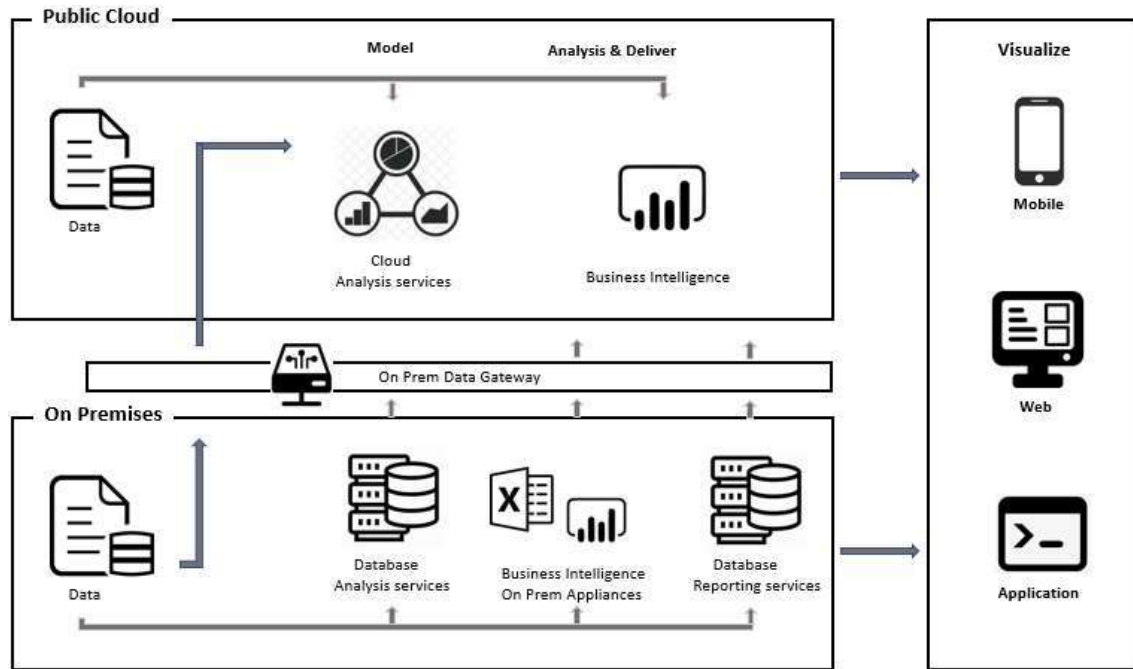 Public Cloud
Model
Analysis & Deliver
Data
Cloud
Analysis services
Business Intelligence
On Prem Data Gateway
On Premises
Data
Database
Analysis services
X
Business Intelligence
On Prem Appliances
Database
Reporting services
Visualize
Mobile
Web
Application